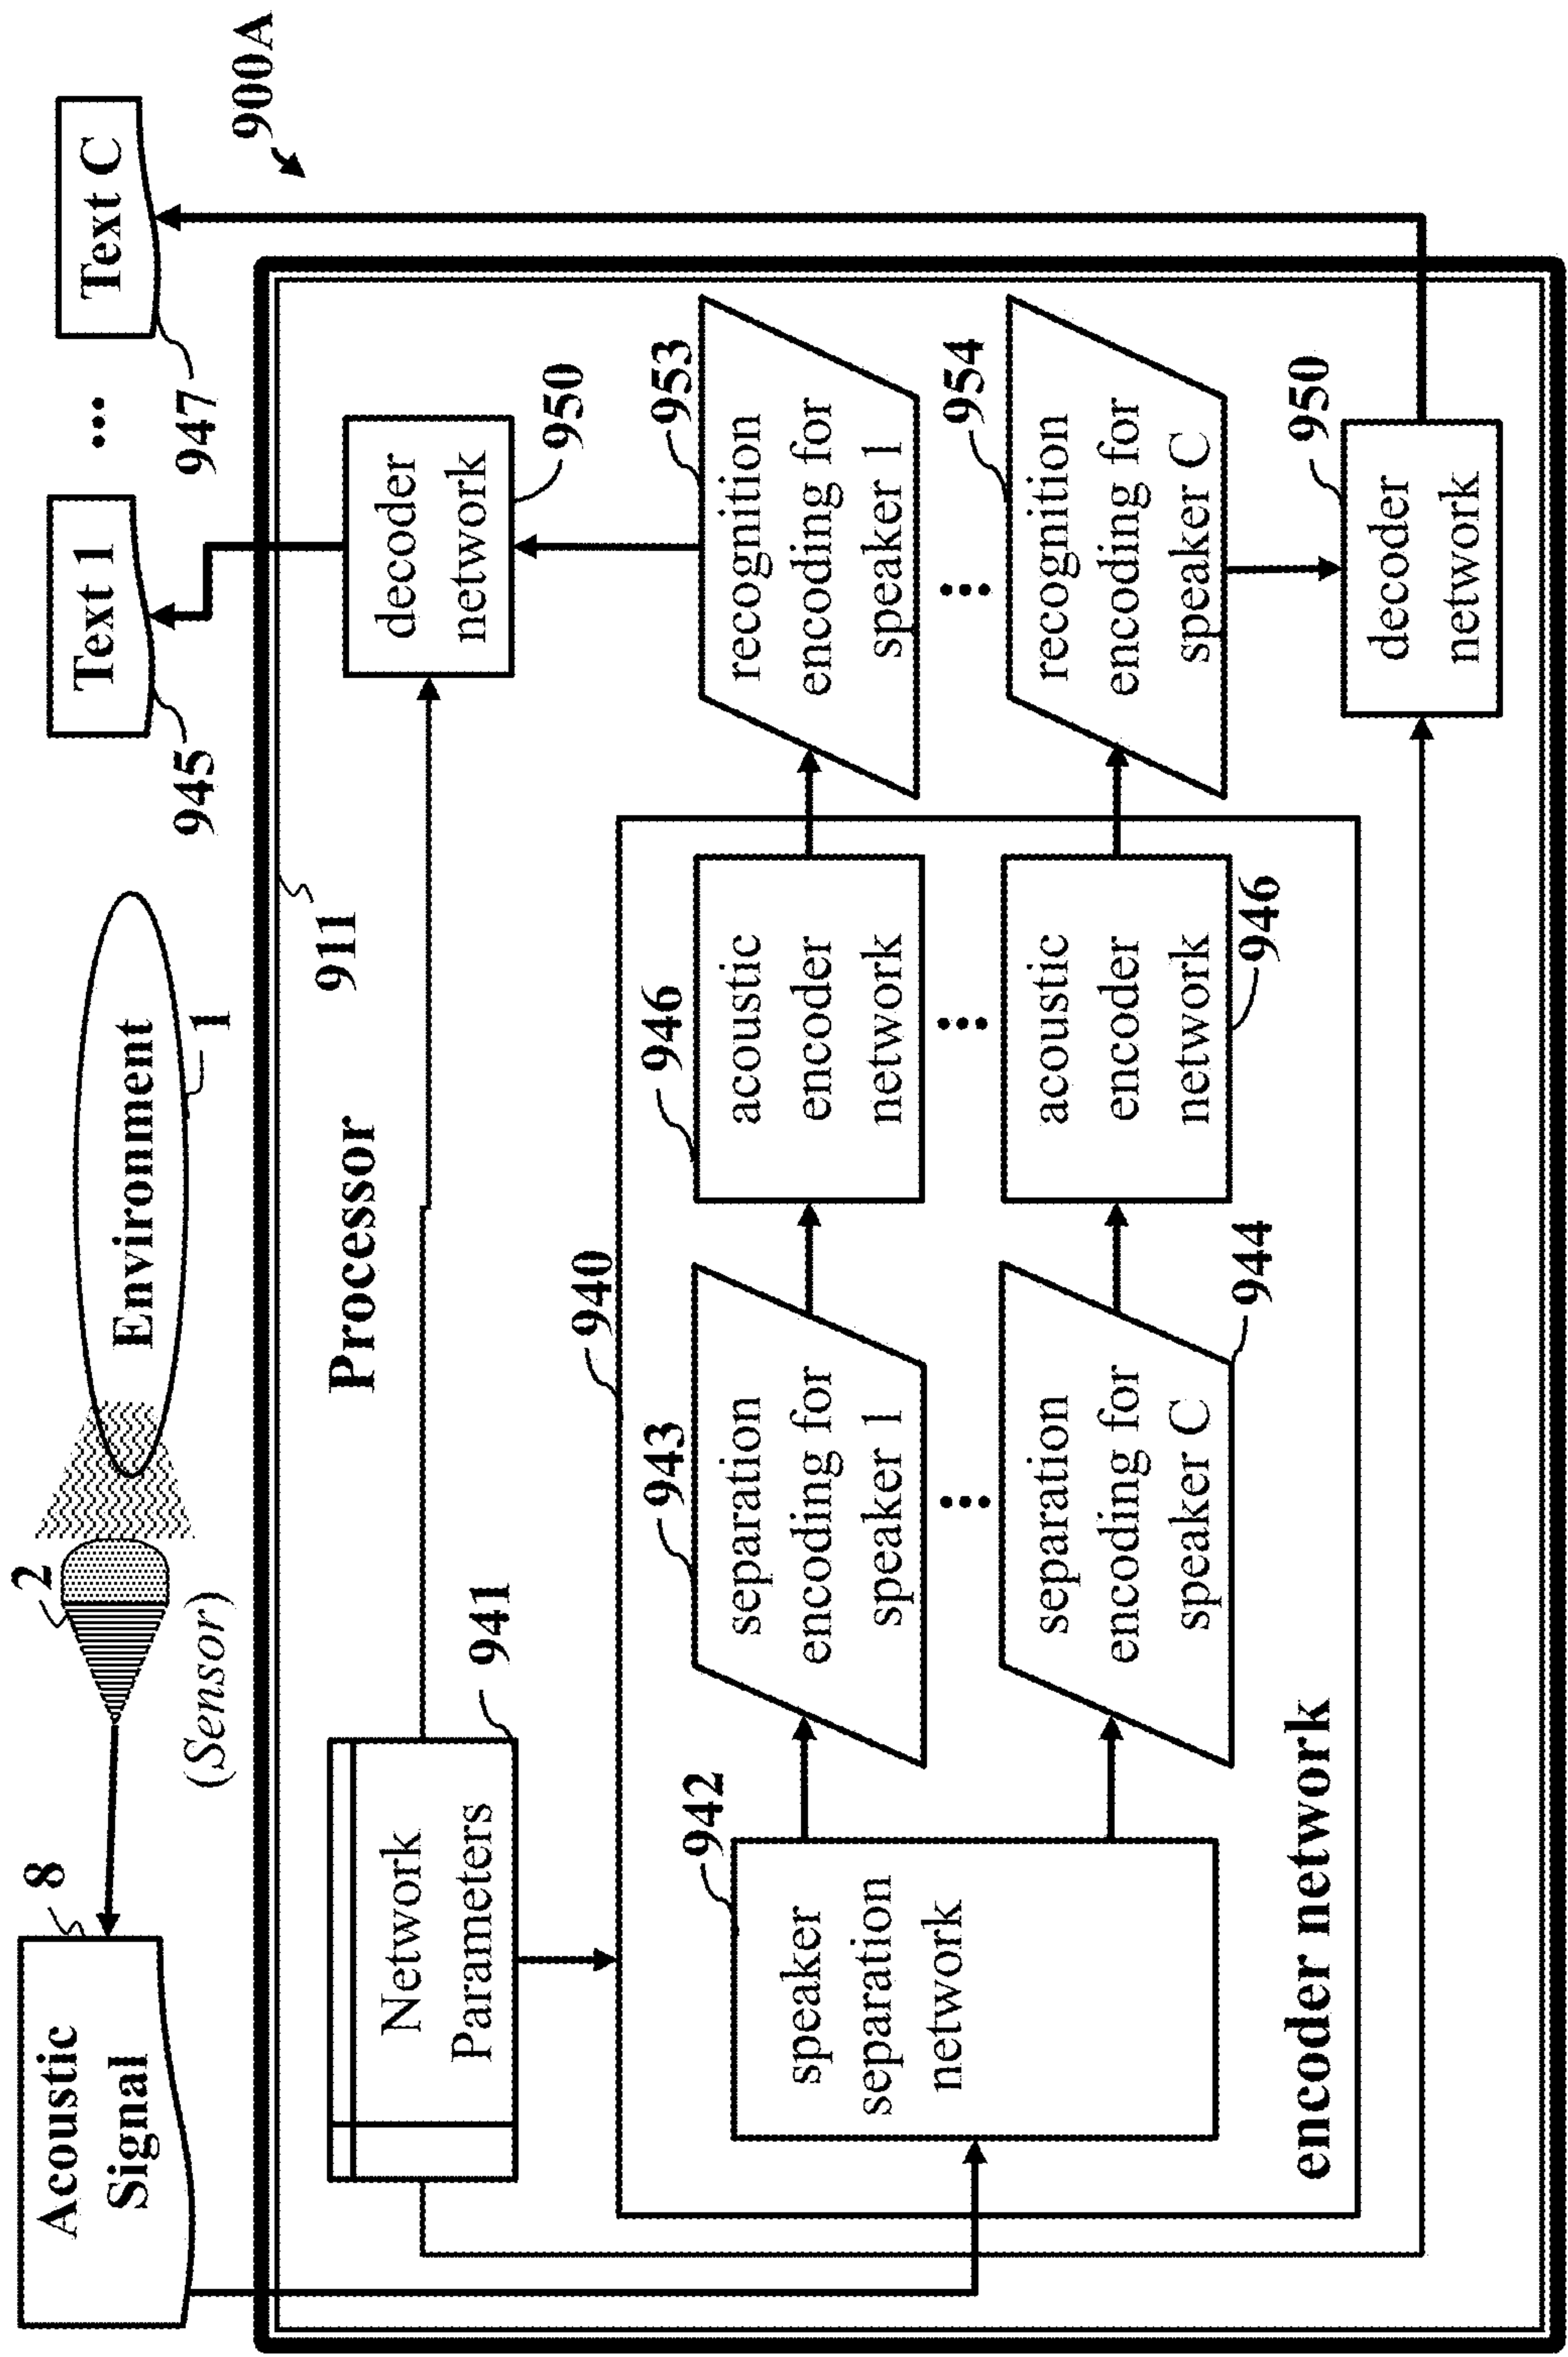 Acoustic
Signal
8
2
(Sensor)
Environment
1
Text 1
945
...
Text C
947
900A
Processor
911
Network
Parameters
941
decoder
network
950
940
942
speaker
separation
network
943
separation
encoding for
speaker 1
946
acoustic
encoder
network
953
recognition
encoding for
speaker 1
...
...
...
separation
encoding for
speaker C
944
acoustic
encoder
network
946
954
recognition
encoding for
speaker C
encoder network
decoder
network
950